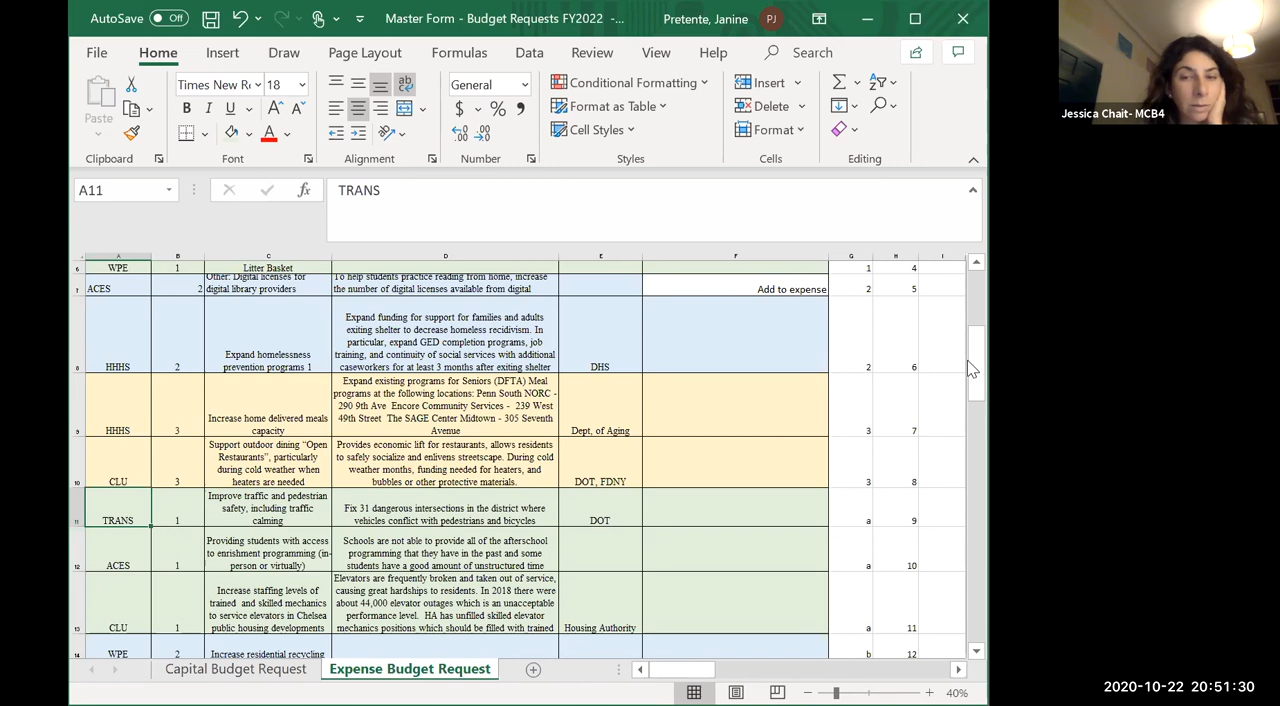 AutoSave Off Master Form - Budget Requests FY2022 -... Pretente, Janine PJ
File Home Insert Draw Page Layout Formulas Data Review View Help Search
Paste
Clipboard
Times New Ro 18
B I U
A A
A
Font
ab
Alignment
General
$ % ,
Number
Conditional Formatting
Format as Table
Cell Styles
Styles
Insert
Delete
Format
Cells
Editing
A11 fx TRANS
A B C D E F G H I
6 WPE 1 Litter Basket 1 4
7 ACES 2 Other: Digital licenses for
digital library providers
To help students practice reading from home, increase
the number of digital licenses available from digital
Add to expense 2 5
8 HHHS 2 Expand homelessness
prevention programs 1
Expand funding for support for families and adults
exiting shelter to decrease homeless recidivism. In
particular, expand GED completion programs, job
training, and continuity of social services with additional
caseworkers for at least 3 months after exiting shelter
DHS 2 6
9 HHHS 3 Increase home delivered meals
capacity
Expand existing programs for Seniors (DFTA) Meal
programs at the following locations: Penn South NORC -
290 9th Ave Encore Community Services - 239 West
49th Street The SAGE Center Midtown - 305 Seventh
Avenue
Dept. of Aging 3 7
10 CLU 3 Support outdoor dining “Open
Restaurants”, particularly
during cold weather when
heaters are needed
Provides economic lift for restaurants, allows residents
to safely socialize and enlivens streetscape. During cold
weather months, funding needed for heaters, and
bubbles or other protective materials.
DOT, FDNY 3 8
11 TRANS 1 Improve traffic and pedestrian
safety, including traffic
calming
Fix 31 dangerous intersections in the district where
vehicles conflict with pedestrians and bicycles
DOT a 9
12 ACES 1 Providing students with access
to enrishment programming (in-
person or virtually)
Schools are not able to provide all of the afterschool
programming that they have in the past and some
students have a good amount of unstructured time
a 10
13 CLU 1 Increase staffing levels of
trained and skilled mechanics
to service elevators in Chelsea
public housing developments
Elevators are frequently broken and taken out of service,
causing great hardships to residents. In 2018 there were
about 44,000 elevator outages which is an unacceptable
performance level. HA has unfilled skilled elevator
mechanics positions which should be filled with trained
Housing Authority a 11
14 WPE 2 Increase residential recycling b 12
Capital Budget Request Expense Budget Request
40%
Jessica Chait- MCB4
2020-10-22 20:51:30